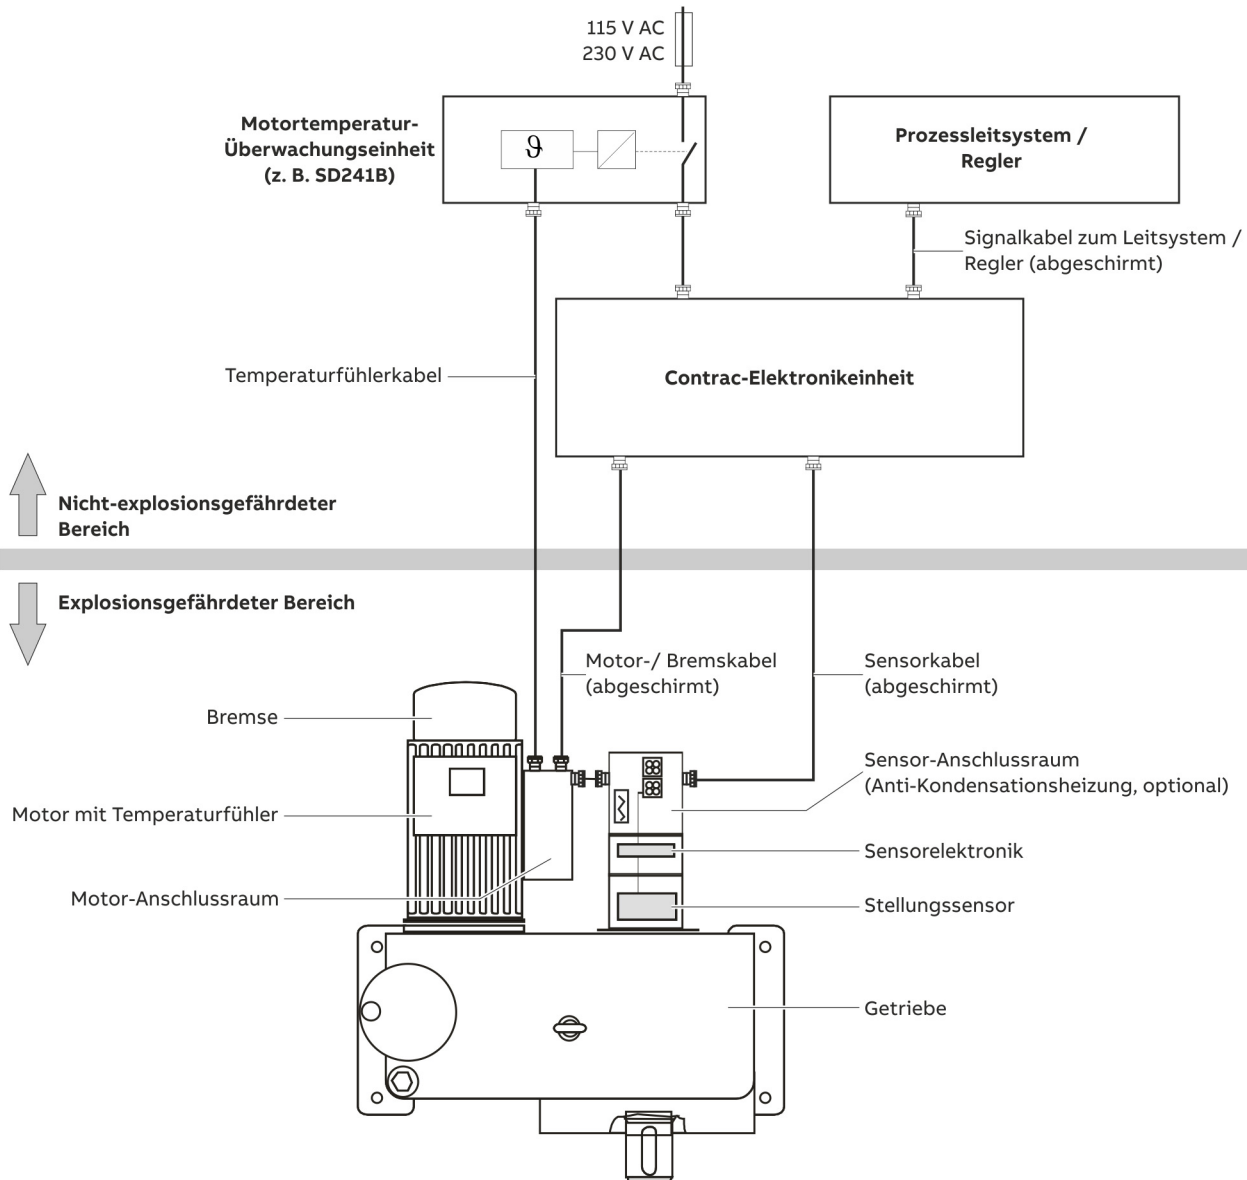 115 V AC
230 V AC
Motortemperatur-
Überwachungseinheit
(z. B. SD241B)
ϑ
Prozessleitsystem /
Regler
Signalkabel zum Leitsystem /
Regler (abgeschirmt)
Temperaturfühlerkabel
Contrac-Elektronikeinheit
Nicht-explosionsgefährdeter
Bereich
Explosionsgefährdeter Bereich
Motor-/ Bremskabel
(abgeschirmt)
Sensorkabel
(abgeschirmt)
Bremse
Sensor-Anschlussraum
(Anti-Kondensationsheizung, optional)
Motor mit Temperaturfühler
Sensorelektronik
Motor-Anschlussraum
Stellungssensor
Getriebe